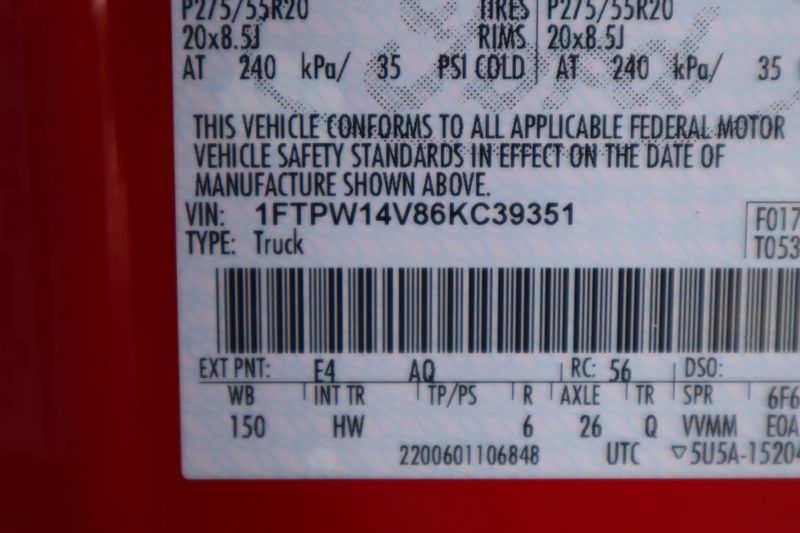 P275/55R20 TIRES P275/55R20
20x8.5J RIMS 20x8.5J
AT 240 kPa/ 35 PSI COLD AT 240 kPa/ 35
THIS VEHICLE CONFORMS TO ALL APPLICABLE FEDERAL MOTOR
VEHICLE SAFETY STANDARDS IN EFFECT ON THE DATE OF
MANUFACTURE SHOWN ABOVE.
VIN: 1FTPW14V86KC39351
F017
TYPE: Truck
T053
EXT PNT: E4 AQ RC: 56 DSO:
WB INT TR TP/PS R AXLE TR SPR 6F6
150 HW 6 26 Q VVMM E0A
2200601106848 UTC ▽5U5A-15204